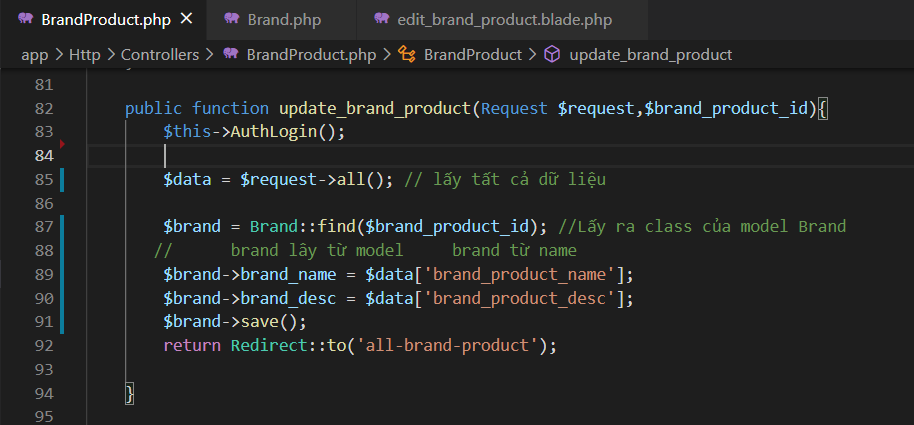 BrandProduct.php Brand.php edit_brand_product.blade.php
app > Http > Controllers > BrandProduct.php > BrandProduct > update_brand_product
81
82 public function update_brand_product(Request $request,$brand_product_id){
83 $this->AuthLogin();
84
85 $data = $request->all(); // lấy tất cả dữ liệu
86
87 $brand = Brand::find($brand_product_id); //Lấy ra class của model Brand
88 // brand lây từ model brand từ name
89 $brand->brand_name = $data['brand_product_name'];
90 $brand->brand_desc = $data['brand_product_desc'];
91 $brand->save();
92 return Redirect::to('all-brand-product');
93
94 }
95